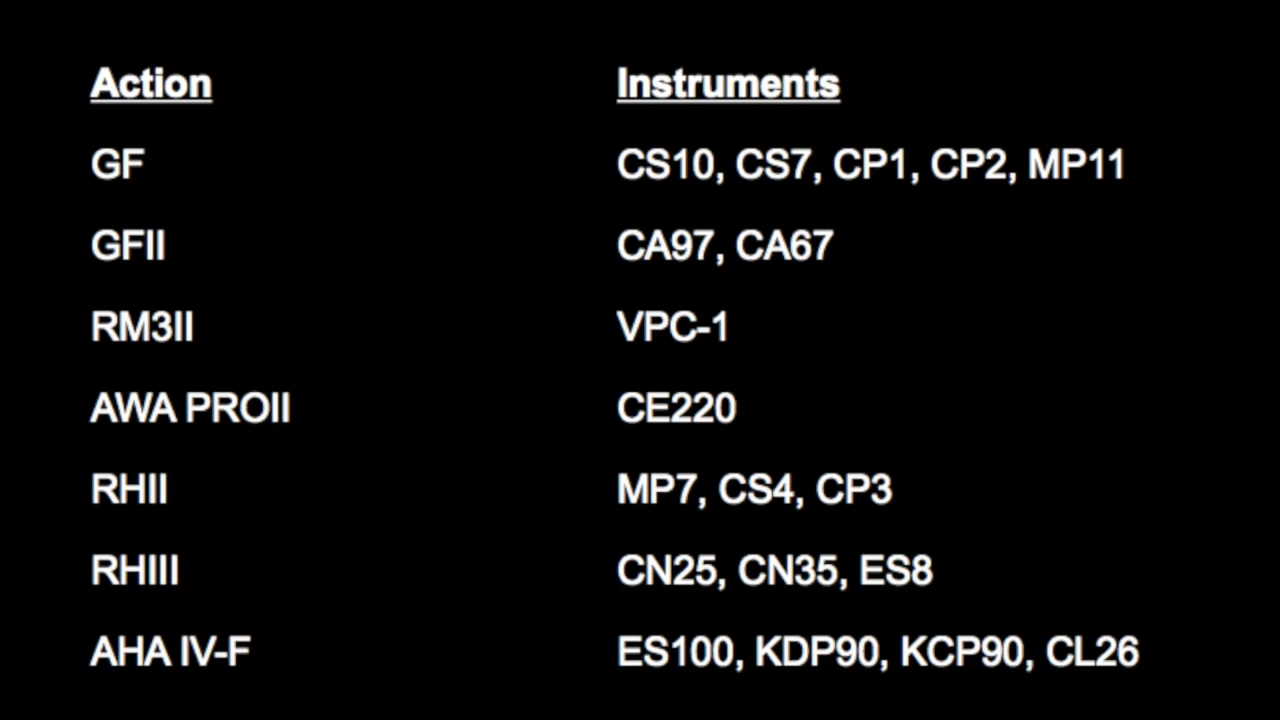 Action Instruments
GF CS10, CS7, CP1, CP2, MP11
GFII CA97, CA67
RM3II VPC-1
AWA PROII CE220
RHII MP7, CS4, CP3
RHIII CN25, CN35, ES8
AHA IV-F ES100, KDP90, KCP90, CL26